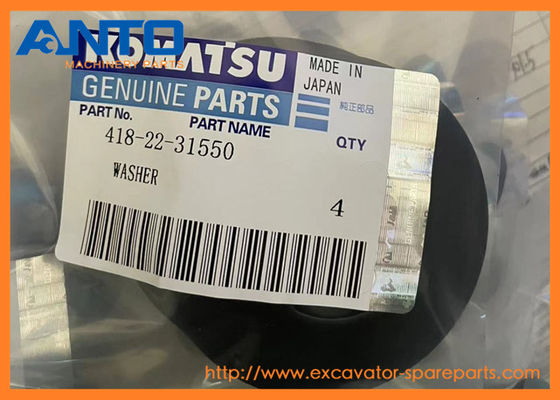 ANTO
MACHINERY PARTS
KOMATSU
GENUINE PARTS
MADE IN
JAPAN
純正部品
PART No.
PART NAME
QTY
418-22-31550
WASHER
4
http://www.excavator-spareparts.com